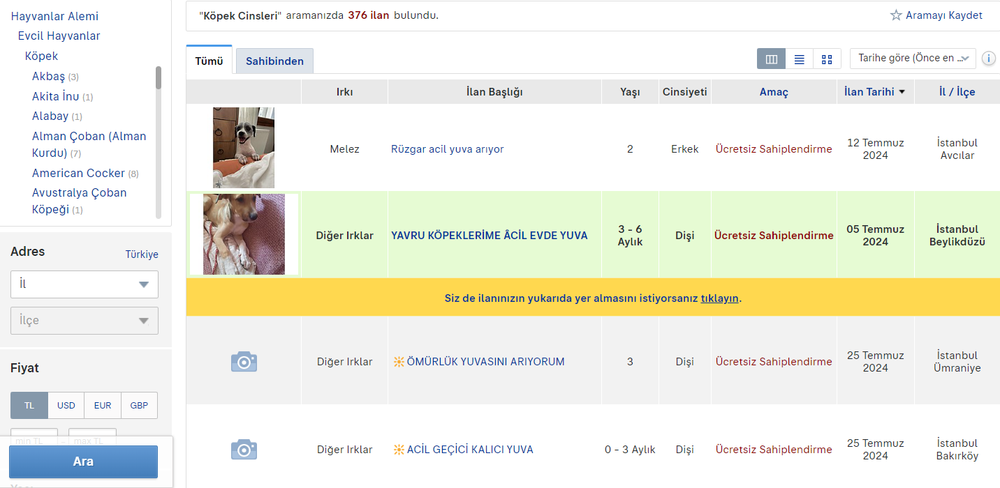 Hayvanlar Alemi
Evcil Hayvanlar
Köpek
Akbaş (3)
Akita İnu (1)
Alabay (1)
Alman Çoban (Alman
Kurdu) (7)
American Cocker (8)
Avustralya Çoban
Köpeği (1)
Adres
Türkiye
İl
İlçe
Fiyat
TL USD EUR GBP
min TL - max TL
Ara
"Köpek Cinsleri" aramanızda 376 ilan bulundu.
Aramayı Kaydet
Tümü Sahibinden
Tarihe göre (Önce en ...
Irkı İlan Başlığı Yaşı Cinsiyeti Amaç İlan Tarihi İl / İlçe
Melez Rüzgar acil yuva arıyor 2 Erkek Ücretsiz Sahiplendirme 12 Temmuz 2024 İstanbul Avcılar
Diğer Irklar YAVRU KÖPEKLERİME ÂCİL EVDE YUVA 3 - 6 Aylık Dişi Ücretsiz Sahiplendirme 05 Temmuz 2024 İstanbul Beylikdüzü
Siz de ilanınızın yukarıda yer almasını istiyorsanız tıklayın.
Diğer Irklar ÖMÜRLÜK YUVASINI ARIYORUM 3 Dişi Ücretsiz Sahiplendirme 25 Temmuz 2024 İstanbul Ümraniye
Diğer Irklar ACİL GEÇİCİ KALICI YUVA 0 - 3 Aylık Dişi Ücretsiz Sahiplendirme 25 Temmuz 2024 İstanbul Bakırköy